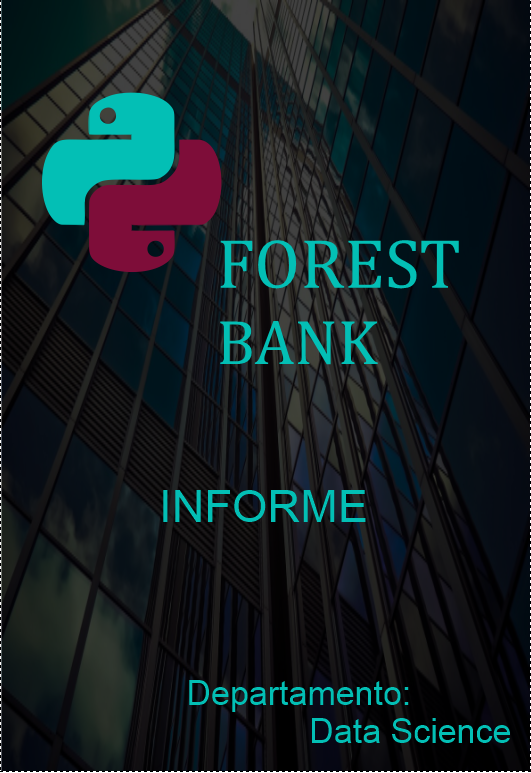 FOREST
BANK
INFORME
Departamento:
Data Science